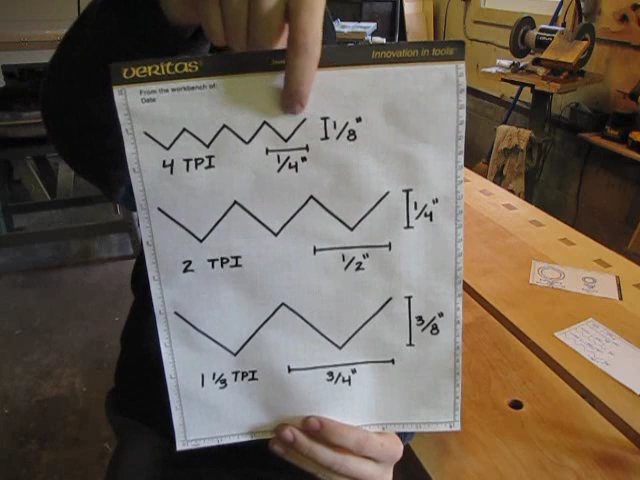 veritas® Innovation in tools™
From the workbench of:
Date
1/8"
4 TPI 1/4"
1/4"
2 TPI 1/2"
3/8"
1 1/3 TPI 3/4"